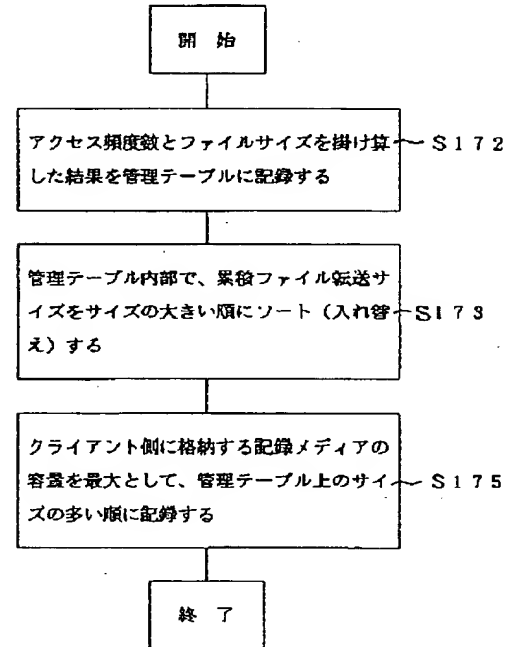 開 始
アクセス頻度数とファイルサイズを掛け算
S172
した結果を管理テーブルに記録する
管理テーブル内部で、累積ファイル転送サ
イズをサイズの大きい順にソート（入れ替
S173
え）する
クライアント側に格納する記録メディアの
容量を最大として、管理テーブル上のサイ
S175
ズの多い順に記録する
終 了